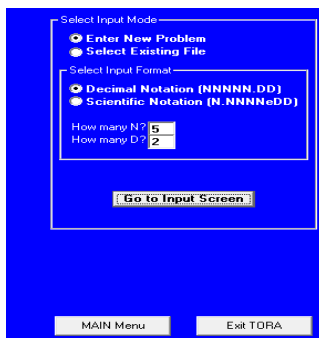 Select Input Mode
Enter New Problem
Select Existing File
Select Input Format
Decimal Notation (NNNNN.DD)
Scientific Notation (N.NNNNeDD)
How many N? 5
How many D? 2
Go to Input Screen
MAIN Menu Exit TORA